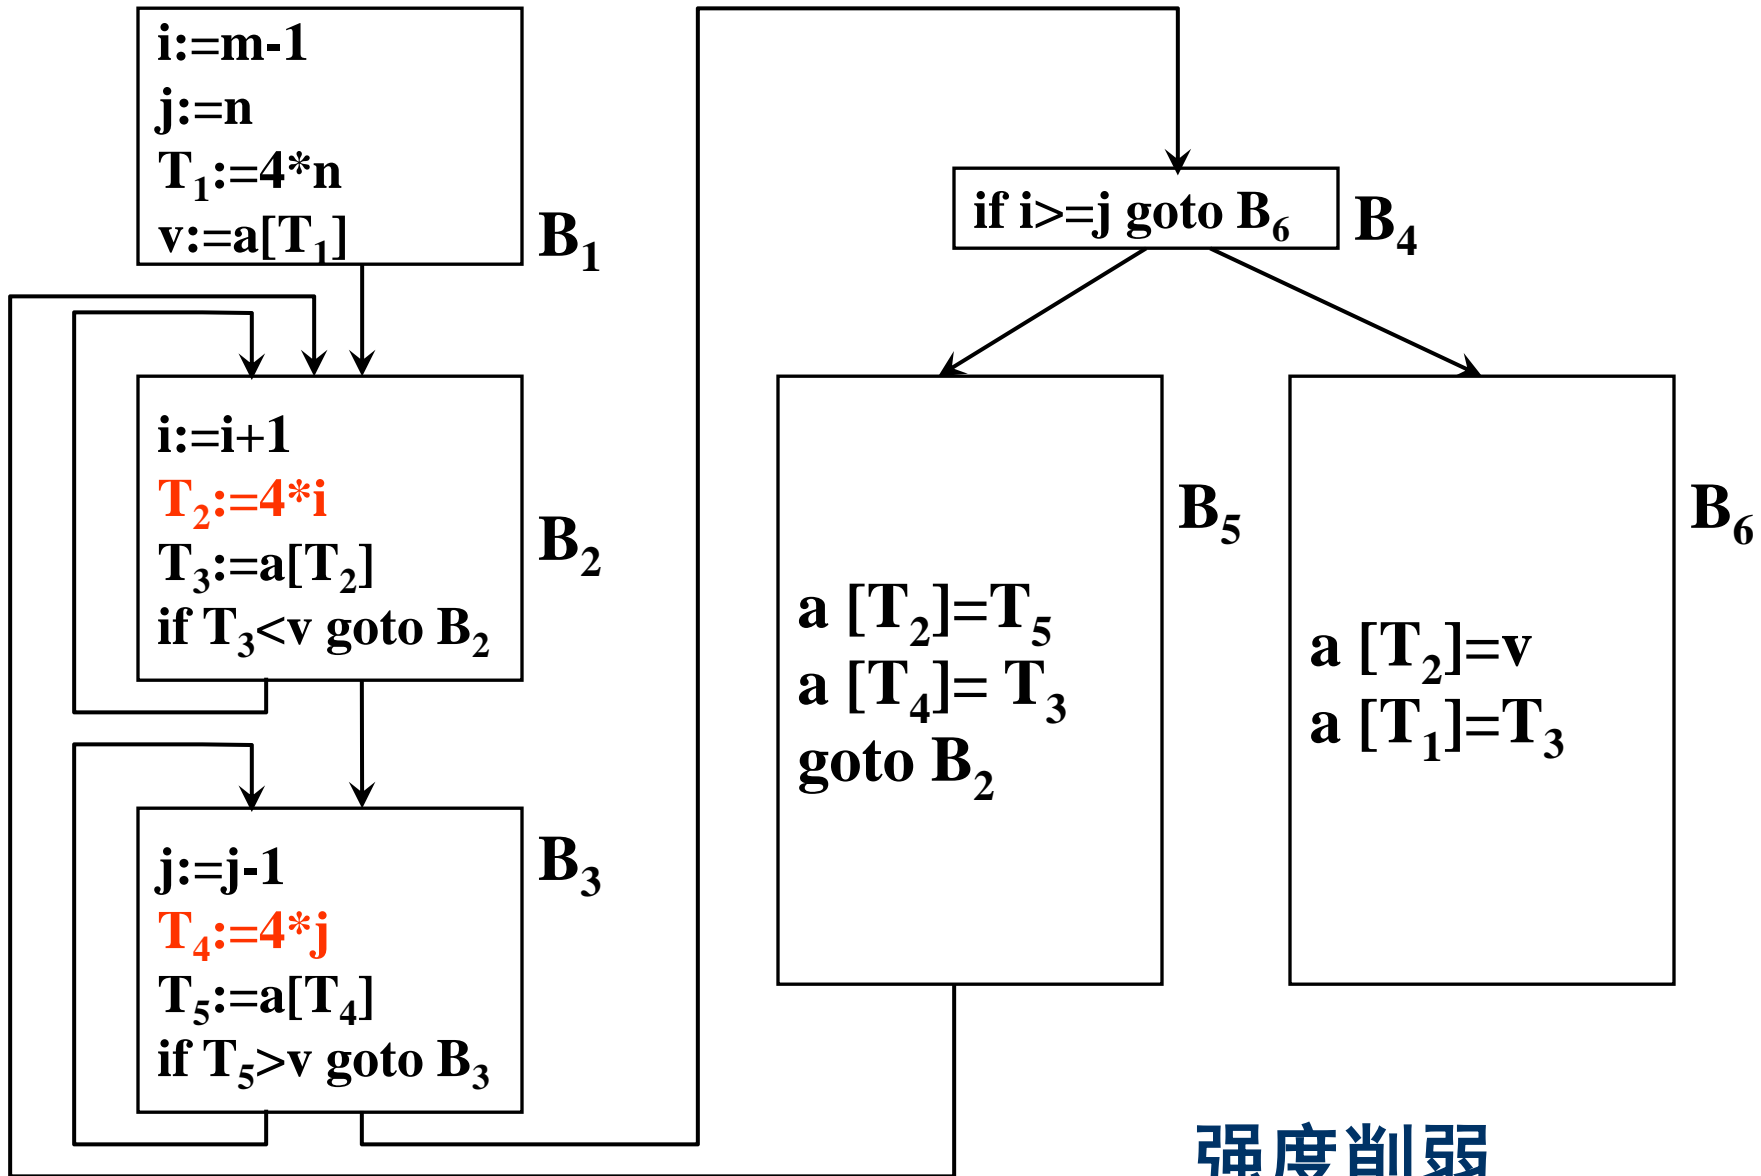 i:=m-1
j:=n
T₁:=4*n
v:=a[T₁]
B₁
i:=i+1
T₂:=4*i
T₃:=a[T₂]
if T₃<v goto B₂
B₂
j:=j-1
T₄:=4*j
T₅:=a[T₄]
if T₅>v goto B₃
B₃
if i>=j goto B₆
B₄
a [T₂]=T₅
a [T₄]= T₃
goto B₂
B₅
a [T₂]=v
a [T₁]=T₃
B₆
强度削弱